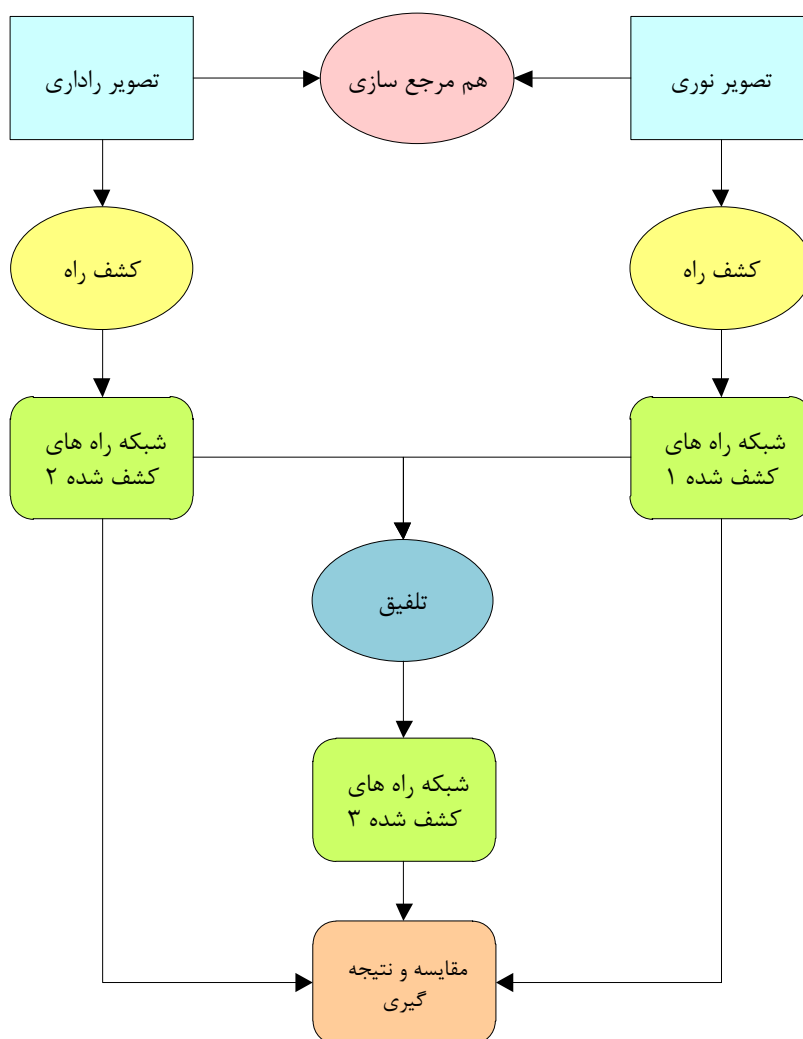 تصویر نوری
هم مرجع سازی
تصویر راداری
کشف راه
کشف راه
شبکه راه های
کشف شده ۱
شبکه راه های
کشف شده ۲
تلفیق
شبکه راه های
کشف شده ۳
مقایسه و نتیجه
گیری